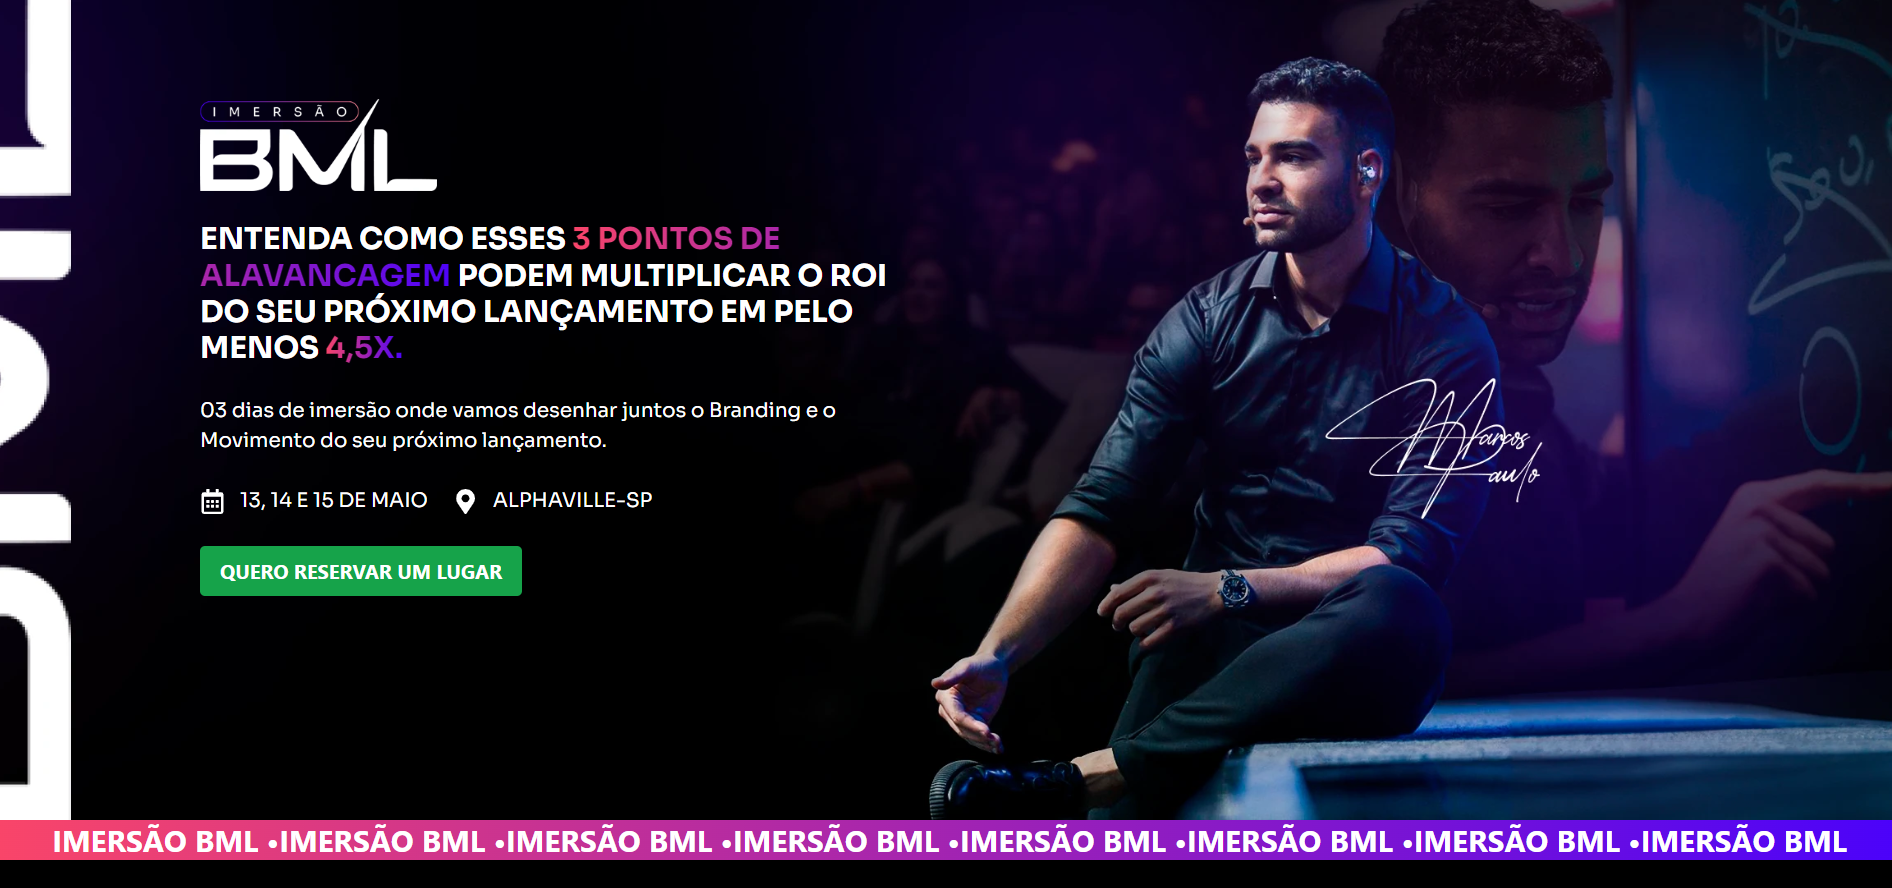 IMERSÃO
BML
ENTENDA COMO ESSES 3 PONTOS DE
ALAVANCAGEM PODEM MULTIPLICAR O ROI
DO SEU PRÓXIMO LANÇAMENTO EM PELO
MENOS 4,5X.
03 dias de imersão onde vamos desenhar juntos o Branding e o
Movimento do seu próximo lançamento.
13, 14 E 15 DE MAIO ALPHAVILLE-SP
QUERO RESERVAR UM LUGAR
Marcos
Paulo
IMERSÃO BML •IMERSÃO BML •IMERSÃO BML •IMERSÃO BML •IMERSÃO BML •IMERSÃO BML •IMERSÃO BML •IMERSÃO BML